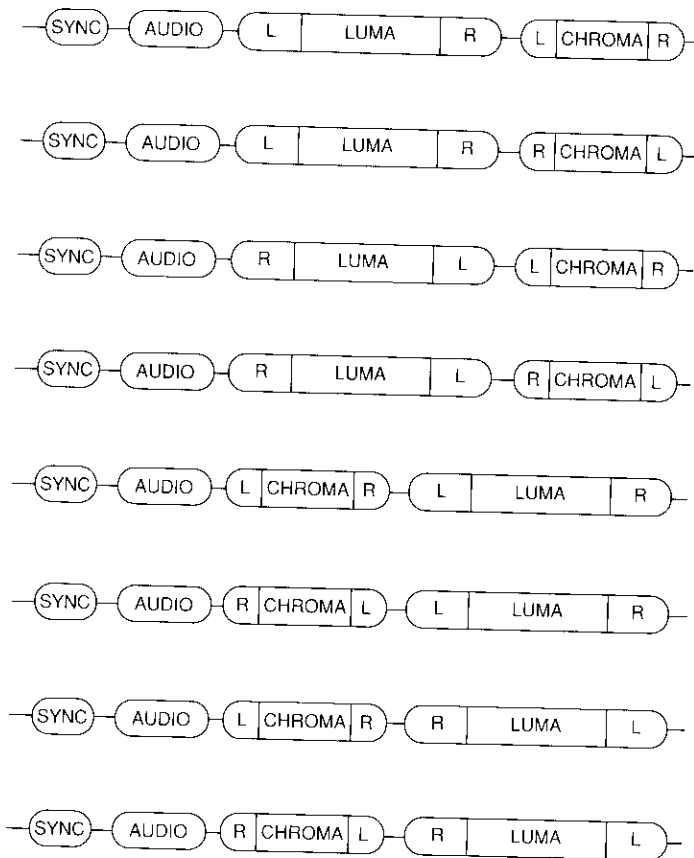 SYNC AUDIO L LUMA R L CHROMA R
SYNC AUDIO L LUMA R R CHROMA L
SYNC AUDIO R LUMA L L CHROMA R
SYNC AUDIO R LUMA L R CHROMA L
SYNC AUDIO L CHROMA R L LUMA R
SYNC AUDIO R CHROMA L L LUMA R
SYNC AUDIO L CHROMA R R LUMA L
SYNC AUDIO R CHROMA L R LUMA L